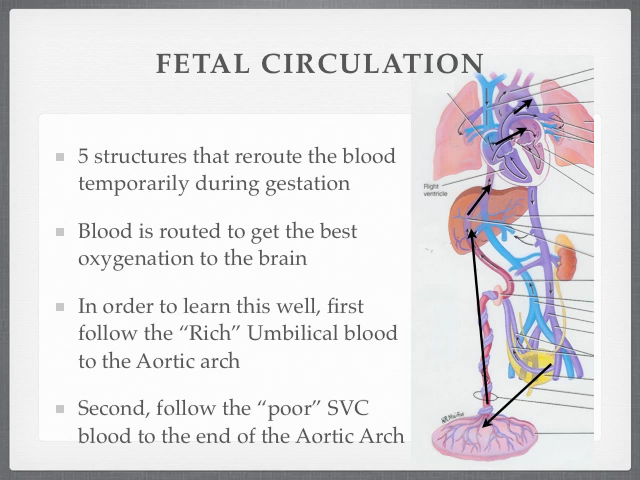 FETAL CIRCULATION
5 structures that reroute the blood
temporarily during gestation
Blood is routed to get the best
oxygenation to the brain
In order to learn this well, first
follow the “Rich” Umbilical blood
to the Aortic arch
Second, follow the “poor” SVC
blood to the end of the Aortic Arch
Right
ventricle